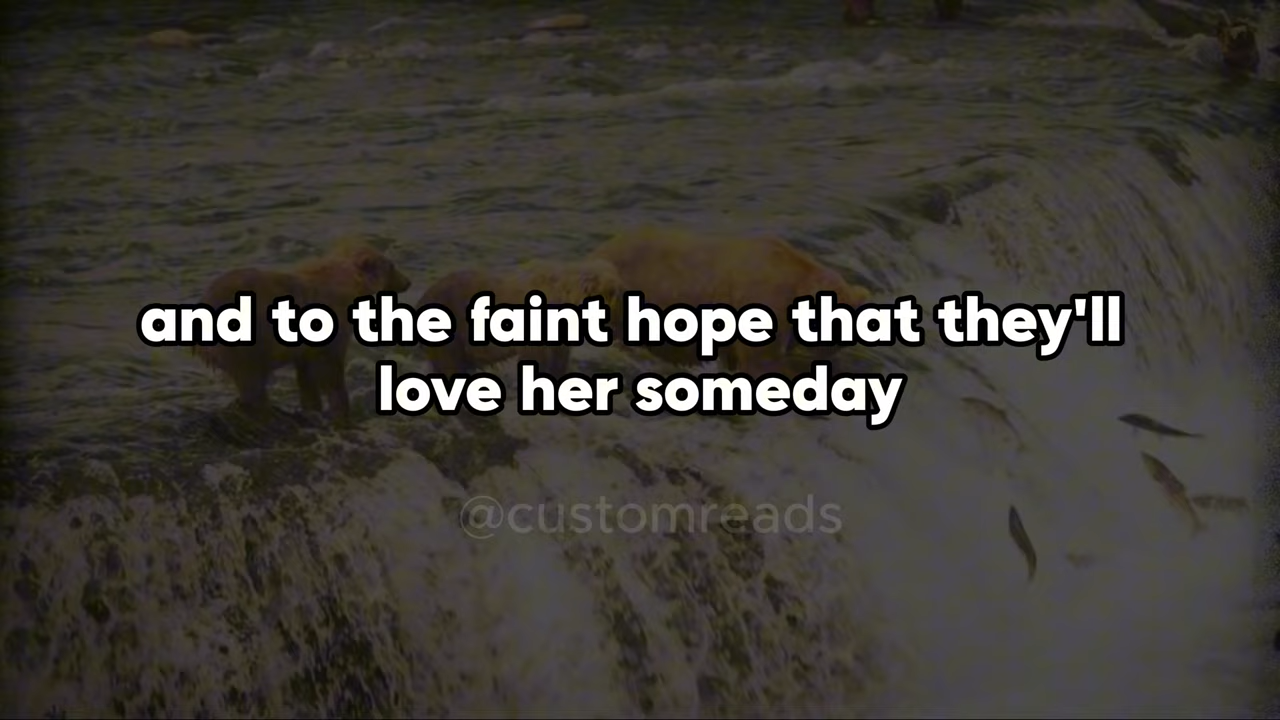 and to the faint hope that they'll
love her someday
@customreads